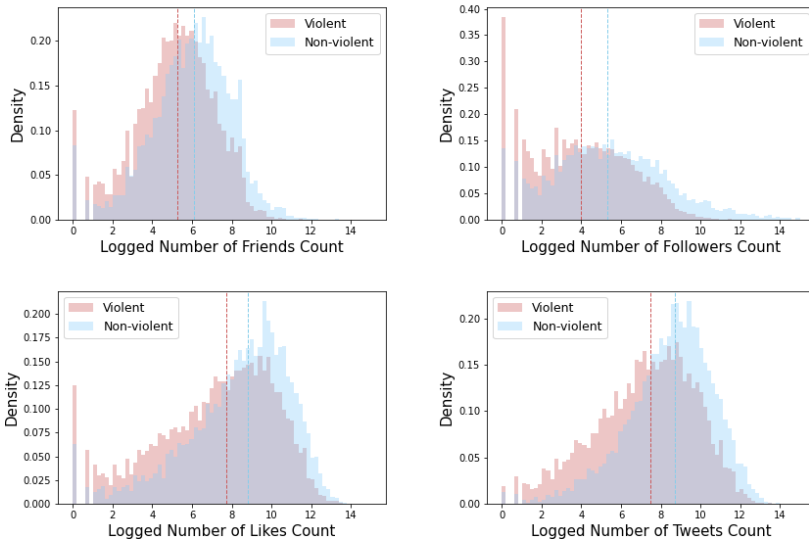 Violent
Non-violent
Density
0.20
0.15
0.10
0.05
0.00
0 2 4 6 8 10 12 14
Logged Number of Friends Count
Violent
Non-violent
Density
0.40
0.35
0.30
0.25
0.20
0.15
0.10
0.05
0.00
0 2 4 6 8 10 12 14
Logged Number of Followers Count
Violent
Non-violent
Density
0.200
0.175
0.150
0.125
0.100
0.075
0.050
0.025
0.000
0 2 4 6 8 10 12 14
Logged Number of Likes Count
Violent
Non-violent
Density
0.20
0.15
0.10
0.05
0.00
0 2 4 6 8 10 12 14
Logged Number of Tweets Count